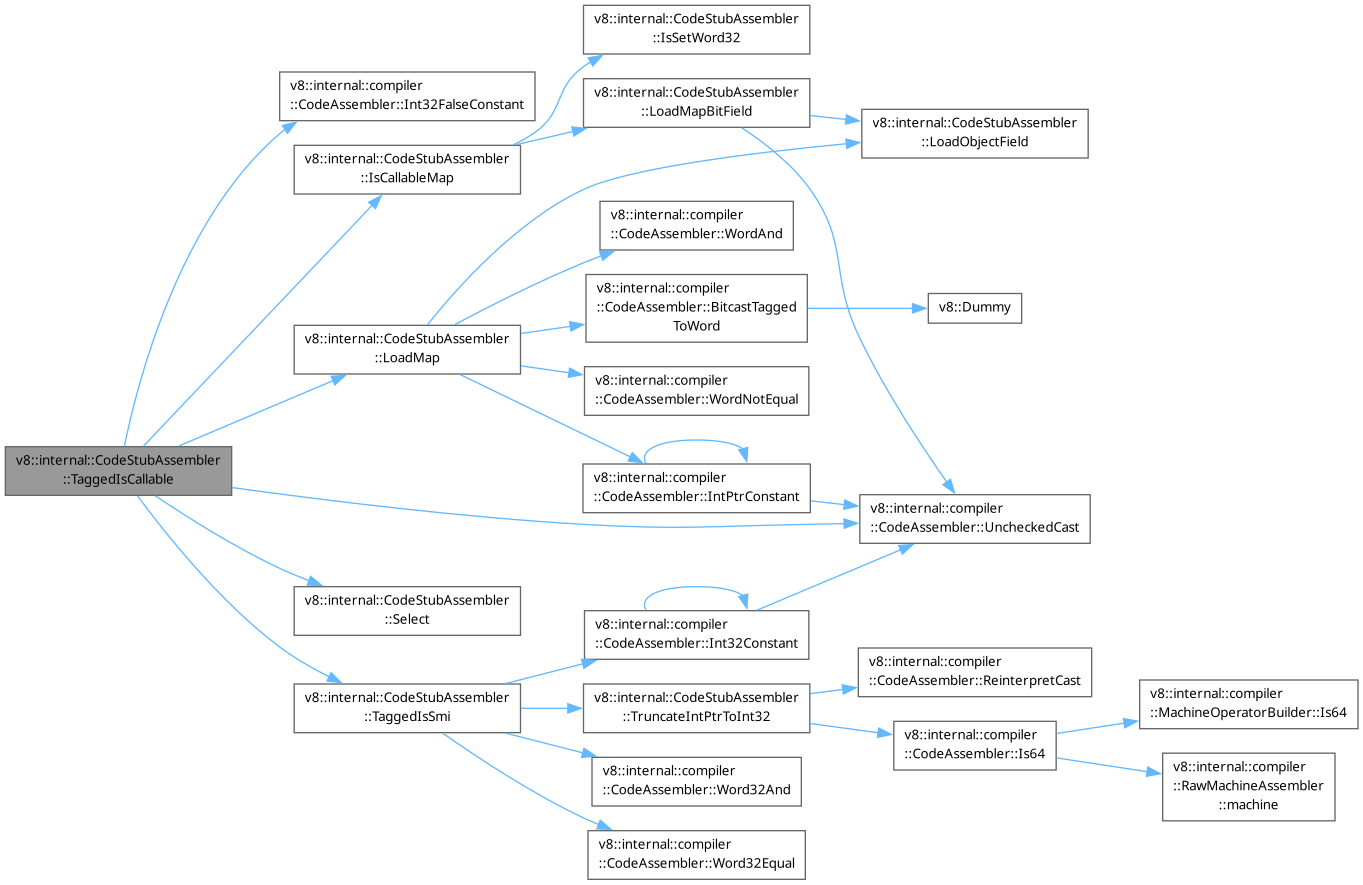 v8::internal::CodeStubAssembler
::TaggedIsCallable
v8::internal::compiler
::CodeAssembler::Int32FalseConstant
v8::internal::CodeStubAssembler
::IsCallableMap
v8::internal::CodeStubAssembler
::LoadMap
v8::internal::CodeStubAssembler
::Select
v8::internal::CodeStubAssembler
::TaggedIsSmi
v8::internal::CodeStubAssembler
::IsSetWord32
v8::internal::CodeStubAssembler
::LoadMapBitField
v8::internal::compiler
::CodeAssembler::WordAnd
v8::internal::compiler
::CodeAssembler::BitcastTagged
ToWord
v8::internal::compiler
::CodeAssembler::WordNotEqual
v8::internal::compiler
::CodeAssembler::IntPtrConstant
v8::internal::compiler
::CodeAssembler::Int32Constant
v8::internal::CodeStubAssembler
::TruncateIntPtrToInt32
v8::internal::compiler
::CodeAssembler::Word32And
v8::internal::compiler
::CodeAssembler::Word32Equal
v8::internal::CodeStubAssembler
::LoadObjectField
v8::Dummy
v8::internal::compiler
::CodeAssembler::UncheckedCast
v8::internal::compiler
::CodeAssembler::ReinterpretCast
v8::internal::compiler
::CodeAssembler::Is64
v8::internal::compiler
::MachineOperatorBuilder::Is64
v8::internal::compiler
::RawMachineAssembler
::machine